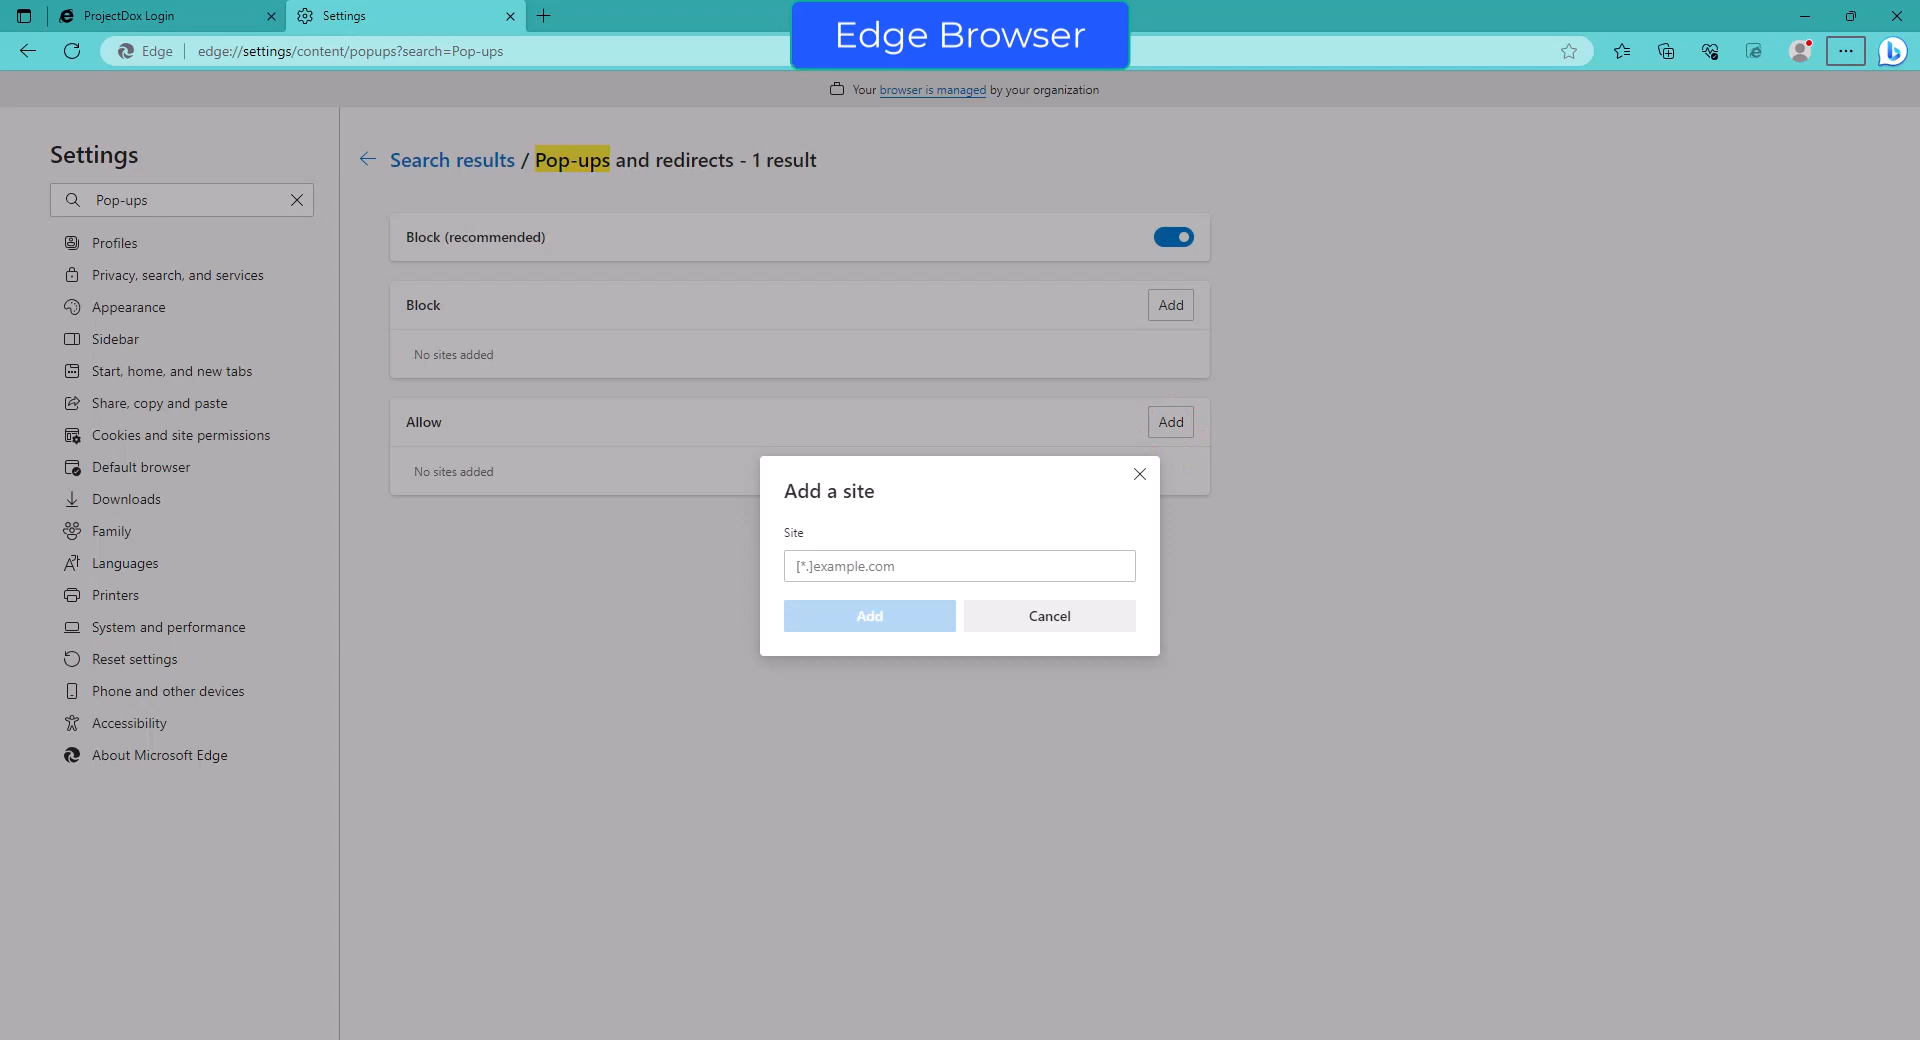 ProjectDox Login
Settings
Edge Browser
Edge
edge://settings/content/popups?search=Pop-ups
Your browser is managed by your organization
Settings
Pop-ups
Profiles
Privacy, search, and services
Appearance
Sidebar
Start, home, and new tabs
Share, copy and paste
Cookies and site permissions
Default browser
Downloads
Family
Languages
Printers
System and performance
Reset settings
Phone and other devices
Accessibility
About Microsoft Edge
Search results / Pop-ups and redirects - 1 result
Block (recommended)
Block
Add
No sites added
Allow
Add
No sites added
Add a site
Site
[*.]example.com
Add
Cancel